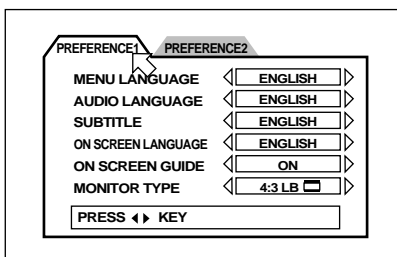 PREFERENCE1 PREFERENCE2
MENU LANGUAGE ENGLISH
AUDIO LANGUAGE ENGLISH
SUBTITLE ENGLISH
ON SCREEN LANGUAGE ENGLISH
ON SCREEN GUIDE ON
MONITOR TYPE 4:3 LB
PRESS KEY